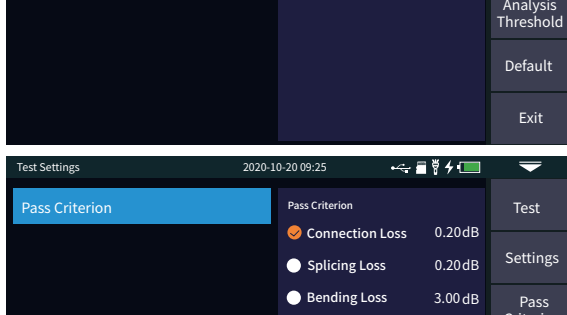 Analysis
Threshold
Default
Exit
Test Settings 2020-10-20 09:25
Pass Criterion
Pass Criterion
Test
Connection Loss 0.20dB
Settings
Splicing Loss 0.20dB
Bending Loss 3.00dB
Pass